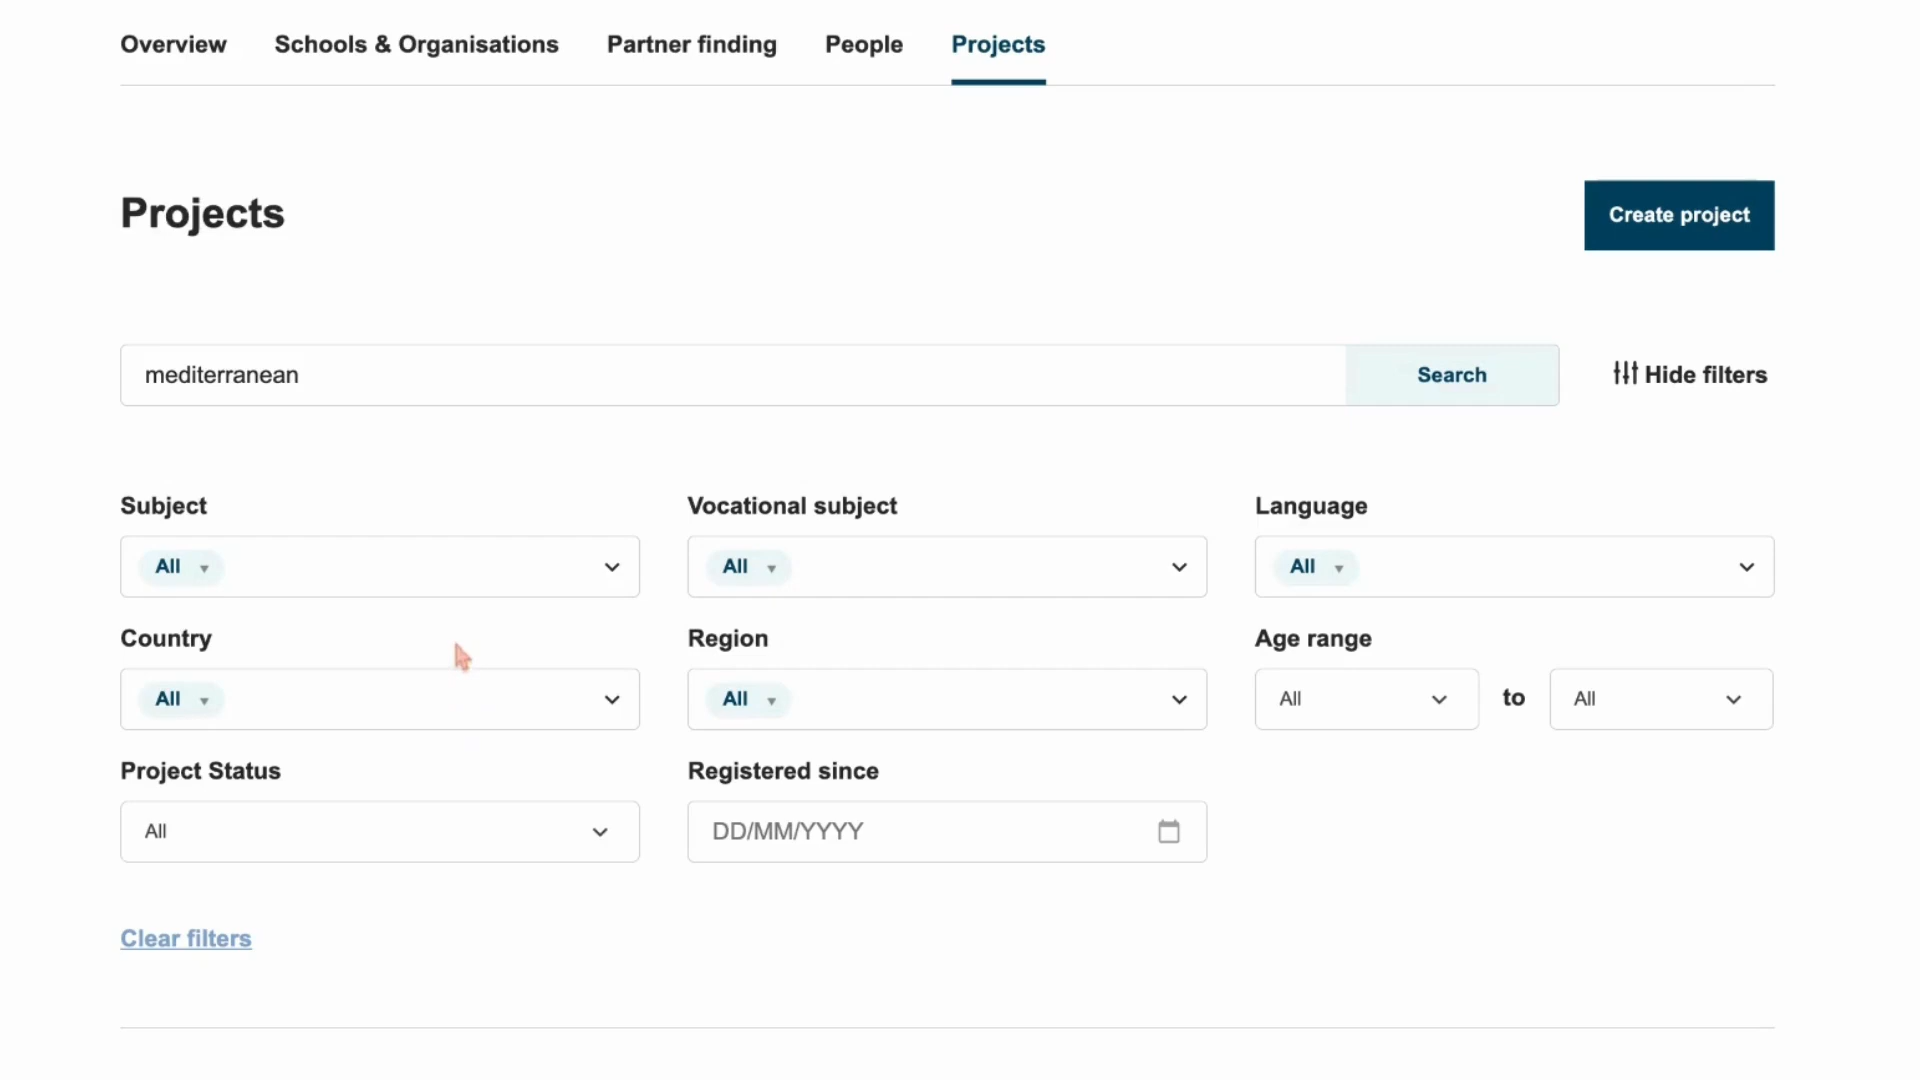 Overview Schools & Organisations Partner finding People Projects
Projects
Create project
mediterranean
Search
Hide filters
Subject Vocational subject Language
All All All
Country Region Age range
All All All to All
Project Status Registered since
All DD/MM/YYYY
Clear filters